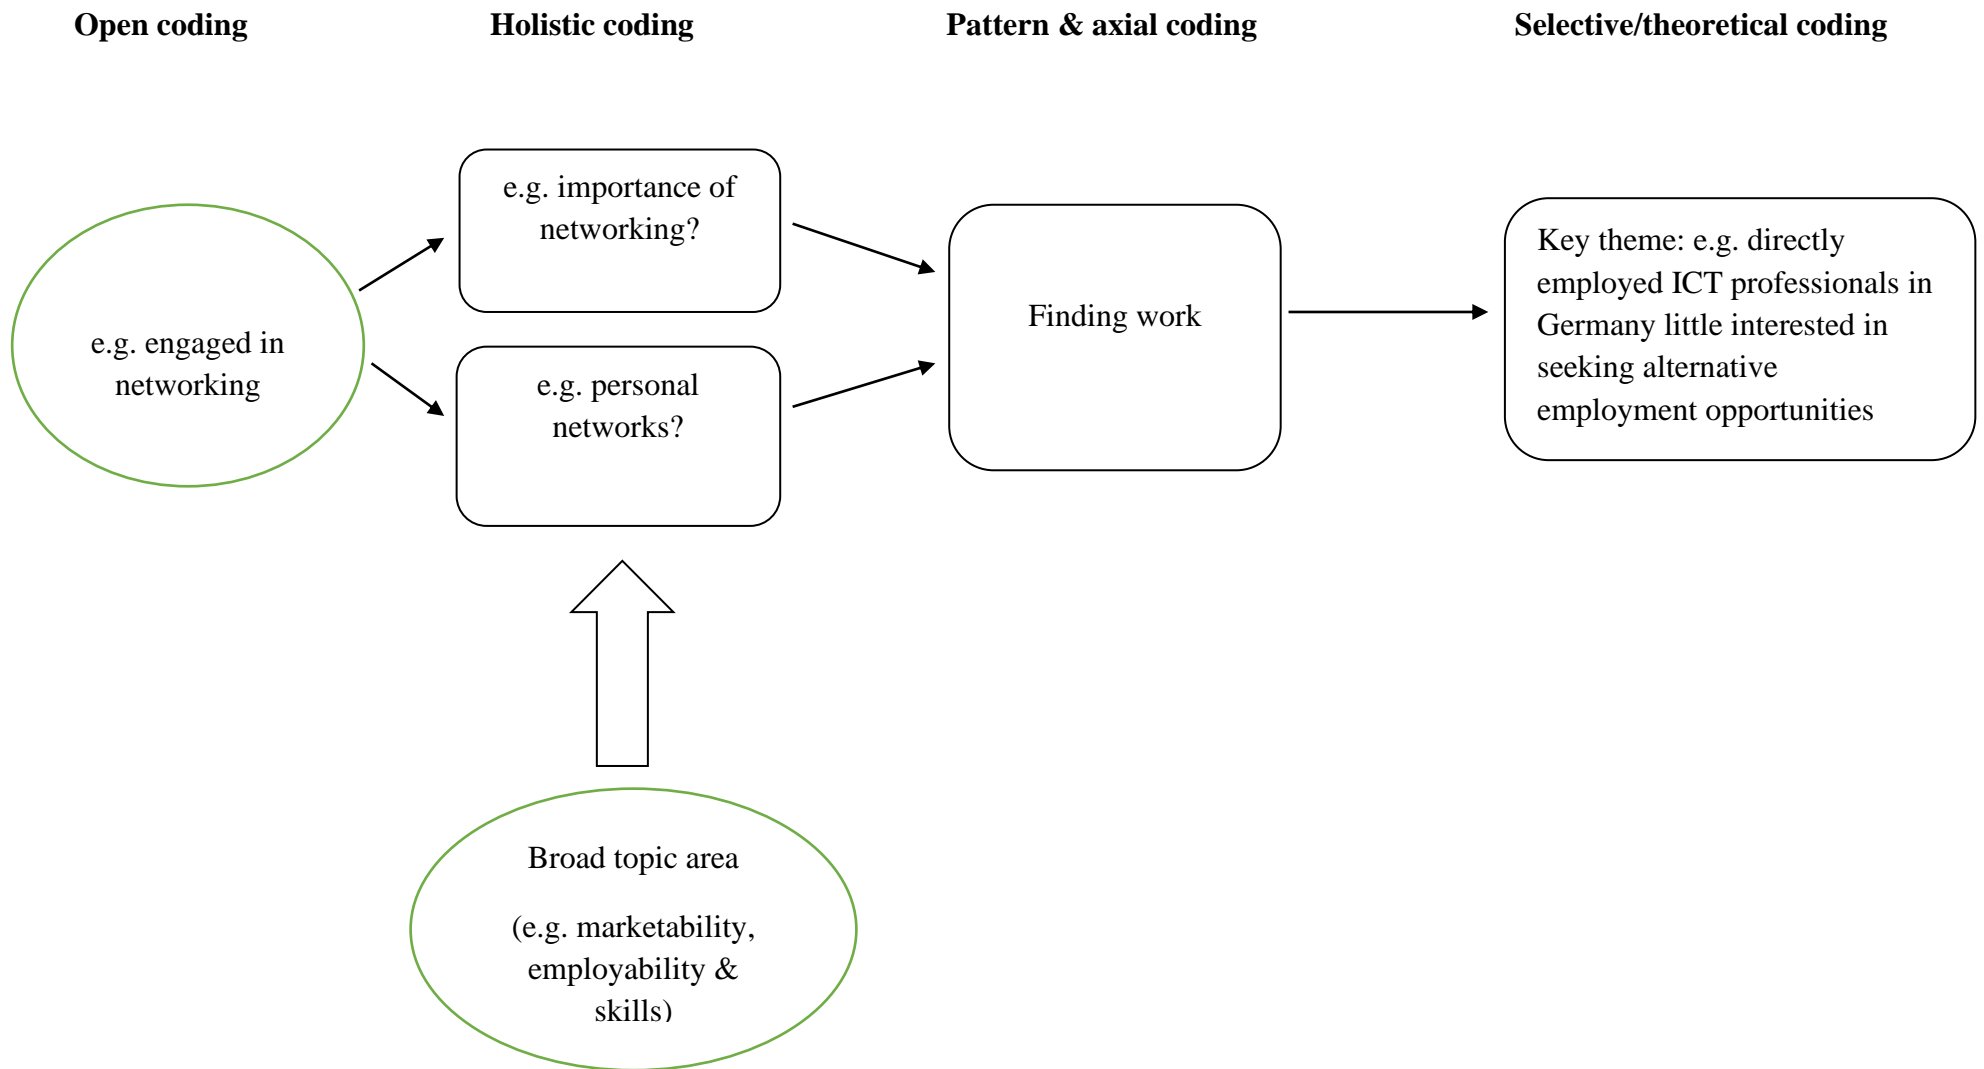 Open coding
Holistic coding
Pattern & axial coding
Selective/theoretical coding
e.g. engaged in
networking
e.g. importance of
networking?
e.g. personal
networks?
Finding work
Key theme: e.g. directly
employed ICT professionals in
Germany little interested in
seeking alternative
employment opportunities
Broad topic area
(e.g. marketability,
employability &
skills)